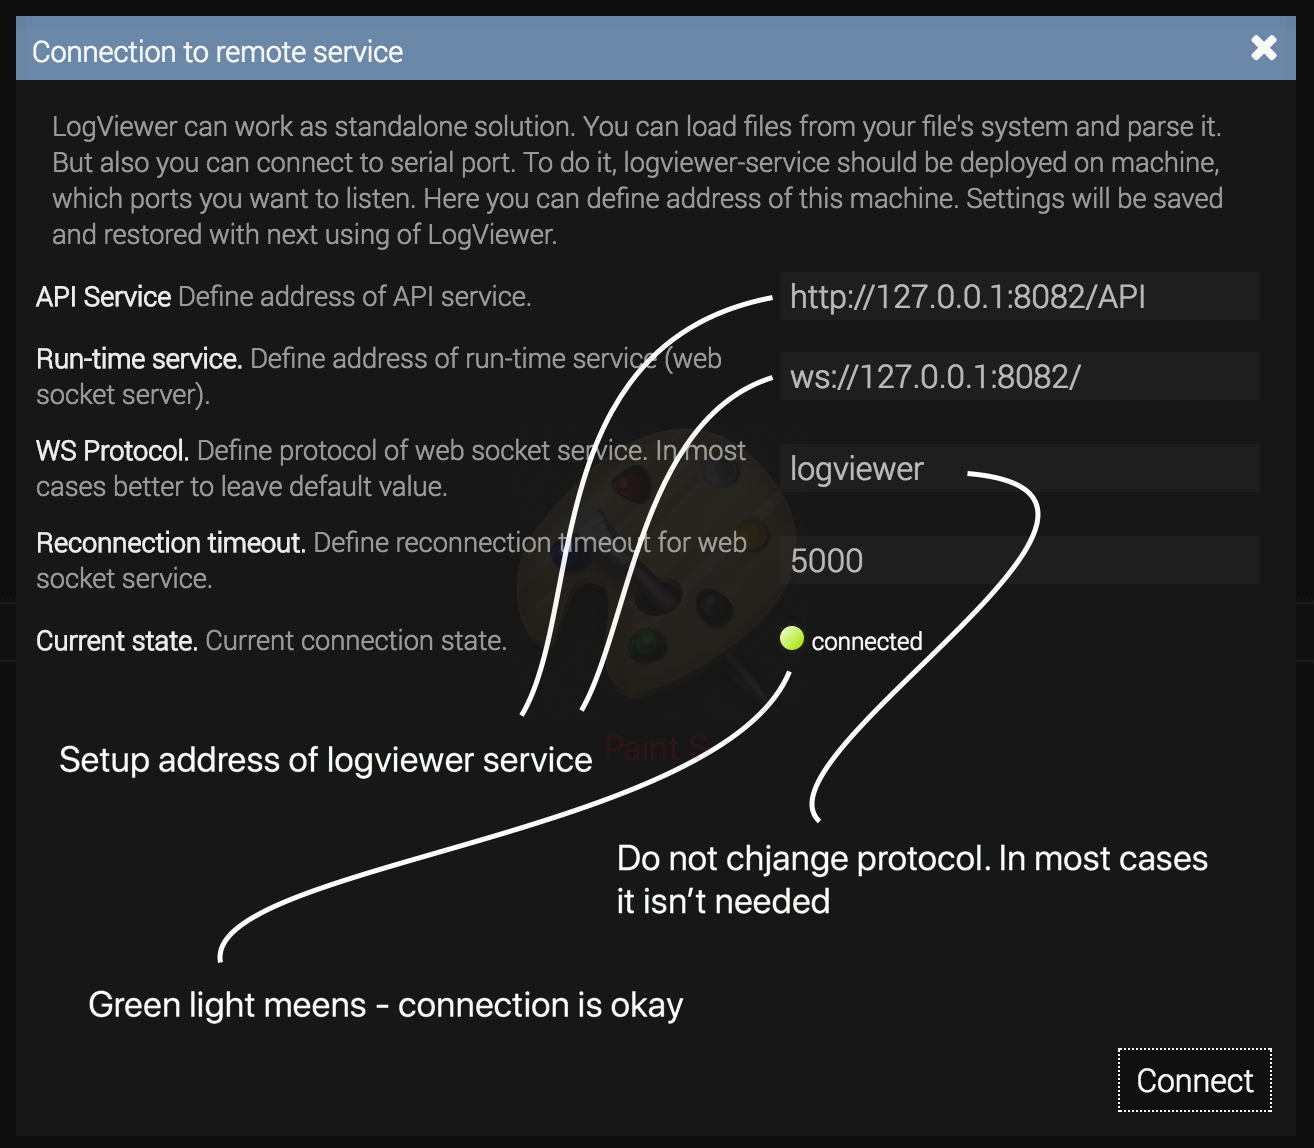 Connection to remote service
LogViewer can work as standalone solution. You can load files from your file's system and parse it.
But also you can connect to serial port. To do it, logviewer-service should be deployed on machine,
which ports you want to listen. Here you can define address of this machine. Settings will be saved
and restored with next using of LogViewer.
API Service Define address of API service.
http://127.0.0.1:8082/API
Run-time service. Define address of run-time service (web
socket server).
ws://127.0.0.1:8082/
WS Protocol. Define protocol of web socket service. In most
cases better to leave default value.
logviewer
Reconnection timeout. Define reconnection timeout for web
socket service.
5000
Current state. Current connection state.
connected
Setup address of logviewer service
Paint S
Do not chjange protocol. In most cases
it isn't needed
Green light meens - connection is okay
Connect